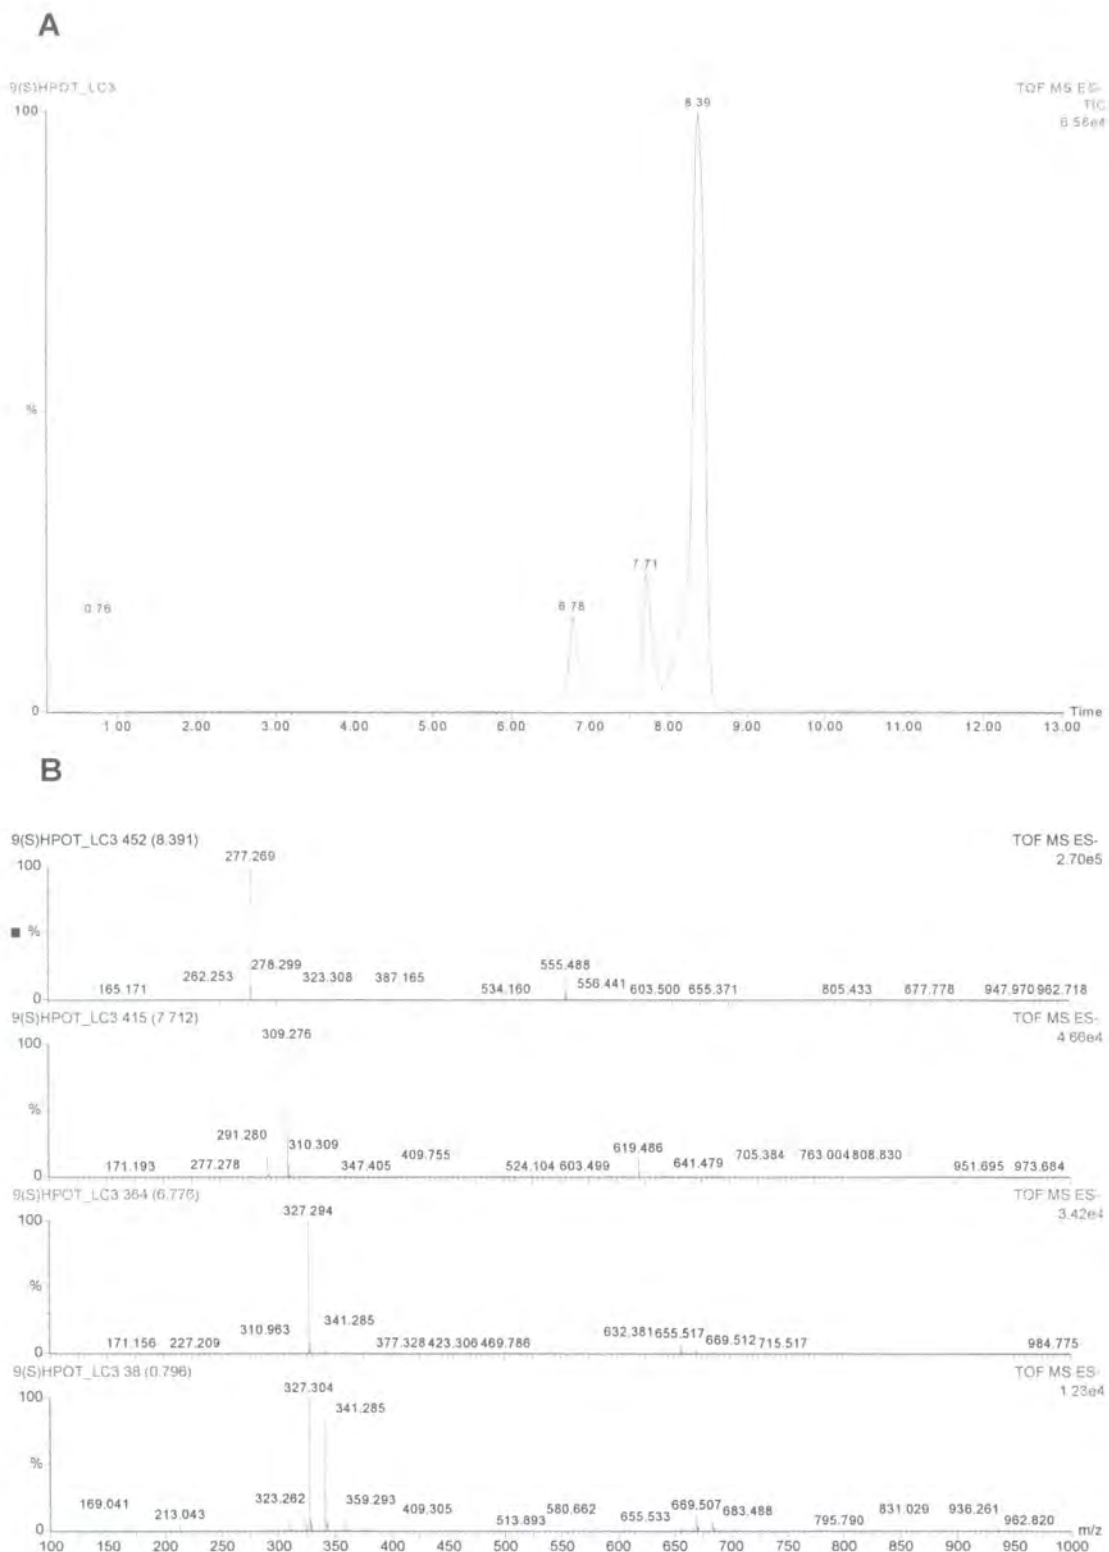 A
9(S)HPOT_LC3
TOF MS ES-
TIC
6.56e4
100
8.39
%
7.71
6.78
0.76
0
1.00 2.00 3.00 4.00 5.00 6.00 7.00 8.00 9.00 10.00 11.00 12.00 13.00
Time
B
9(S)HPOT_LC3 452 (8.391)
TOF MS ES-
2.70e5
100
277.269
%
165.171 262.253 278.299 323.308 387.165 534.160 555.488 556.441 603.500 655.371 805.433 877.778 947.970 962.718
0
9(S)HPOT_LC3 415 (7.712)
TOF MS ES-
4.66e4
100
309.276
%
171.193 277.278 291.280 310.309 347.405 409.755 524.104 603.499 619.486 641.479 705.384 763.004 808.830 951.695 973.684
0
9(S)HPOT_LC3 364 (6.776)
TOF MS ES-
3.42e4
100
327.294
%
171.156 227.209 310.963 341.285 377.328 423.306 469.786 632.381 655.517 669.512 715.517 984.775
0
9(S)HPOT_LC3 38 (0.796)
TOF MS ES-
1.23e4
100
327.304
341.285
%
169.041 213.043 323.262 359.293 409.305 513.893 580.662 655.533 669.507 683.488 795.790 831.029 936.261 962.820
0
m/z
100 150 200 250 300 350 400 450 500 550 600 650 700 750 800 850 900 950 1000